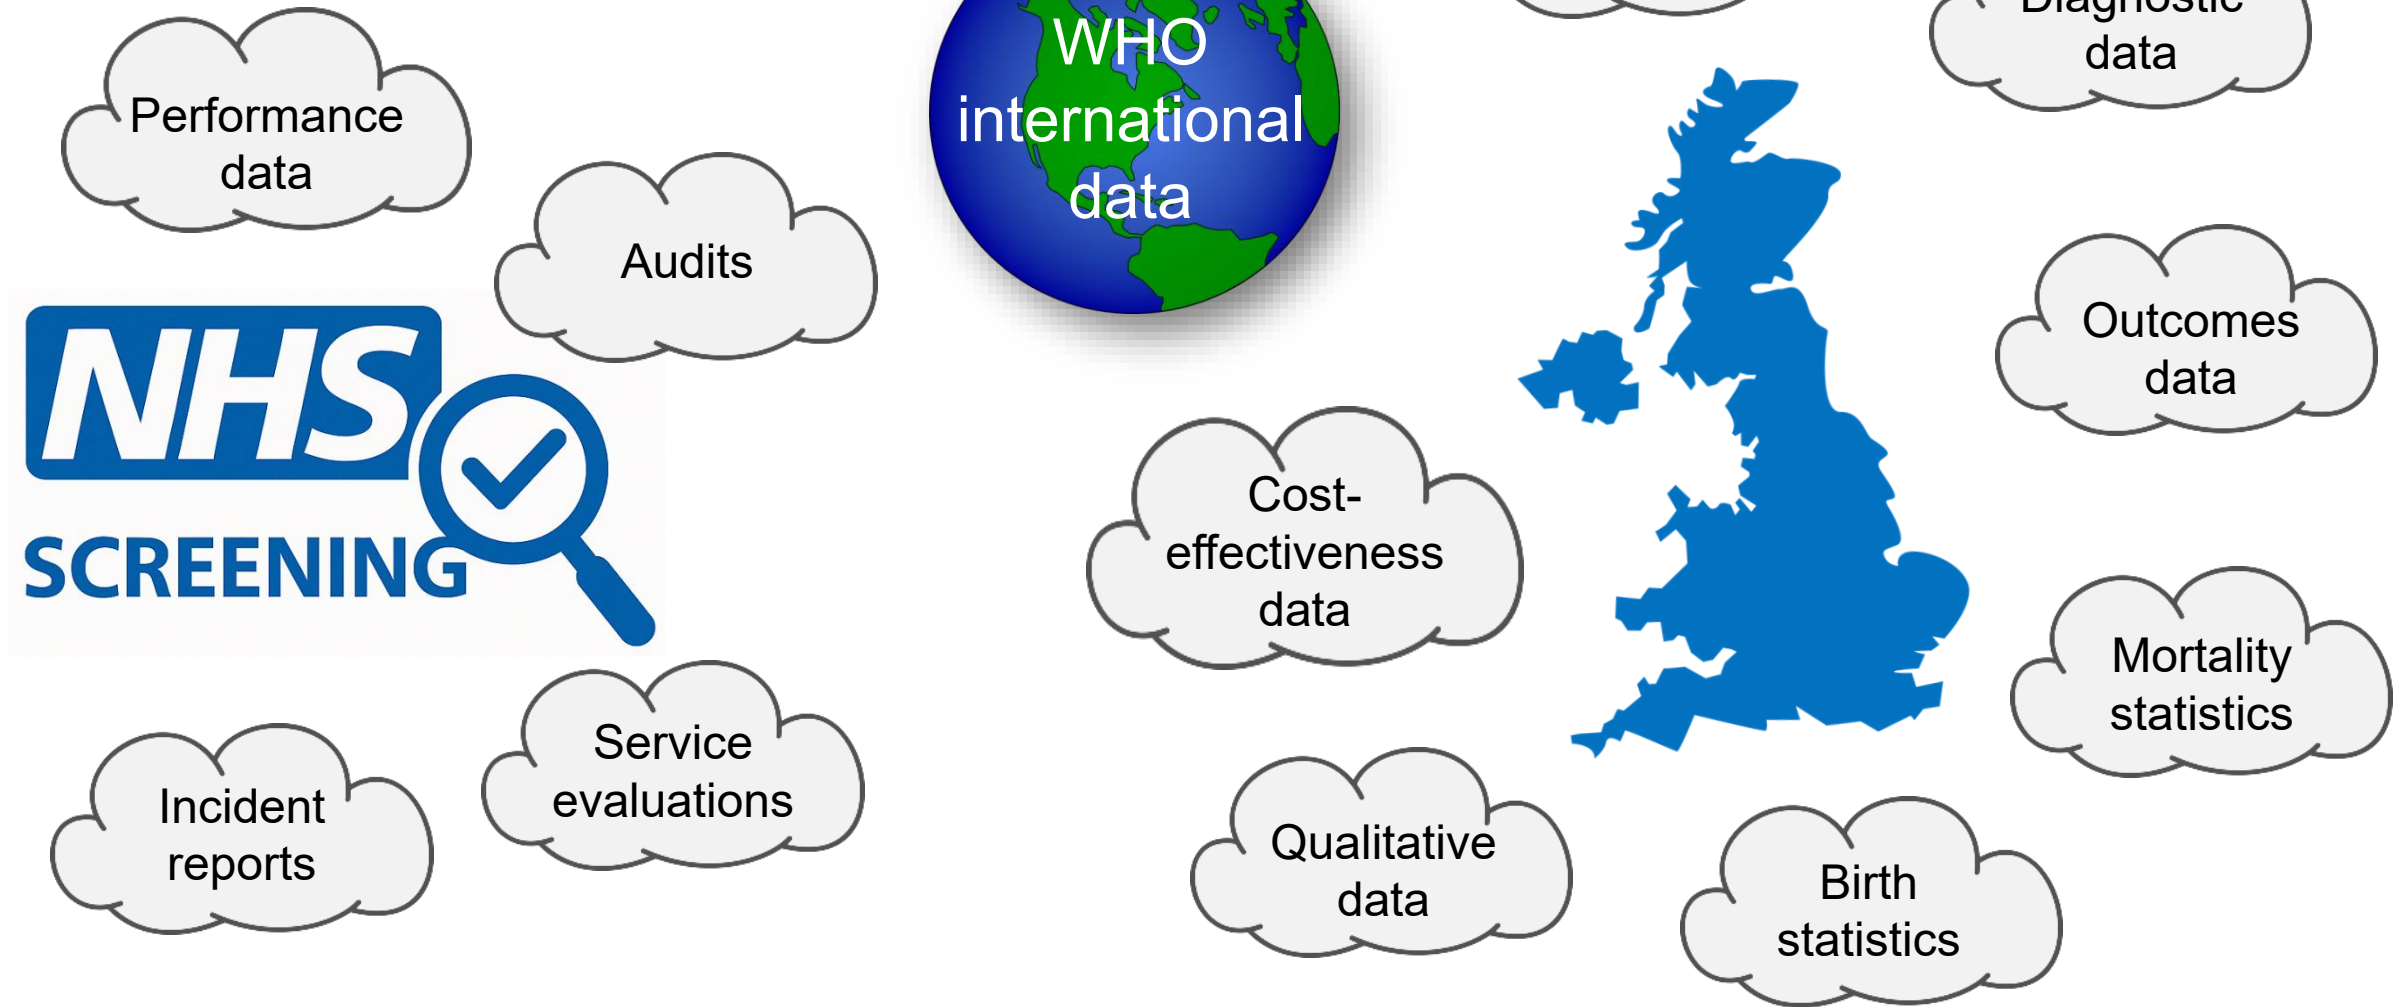 Performance
data
Audits
NHS
SCREENING
Incident
reports
Service
evaluations
WHO
international
data
Cost-
effectiveness
data
Qualitative
data
Diagnostic
data
Outcomes
data
Mortality
statistics
Birth
statistics